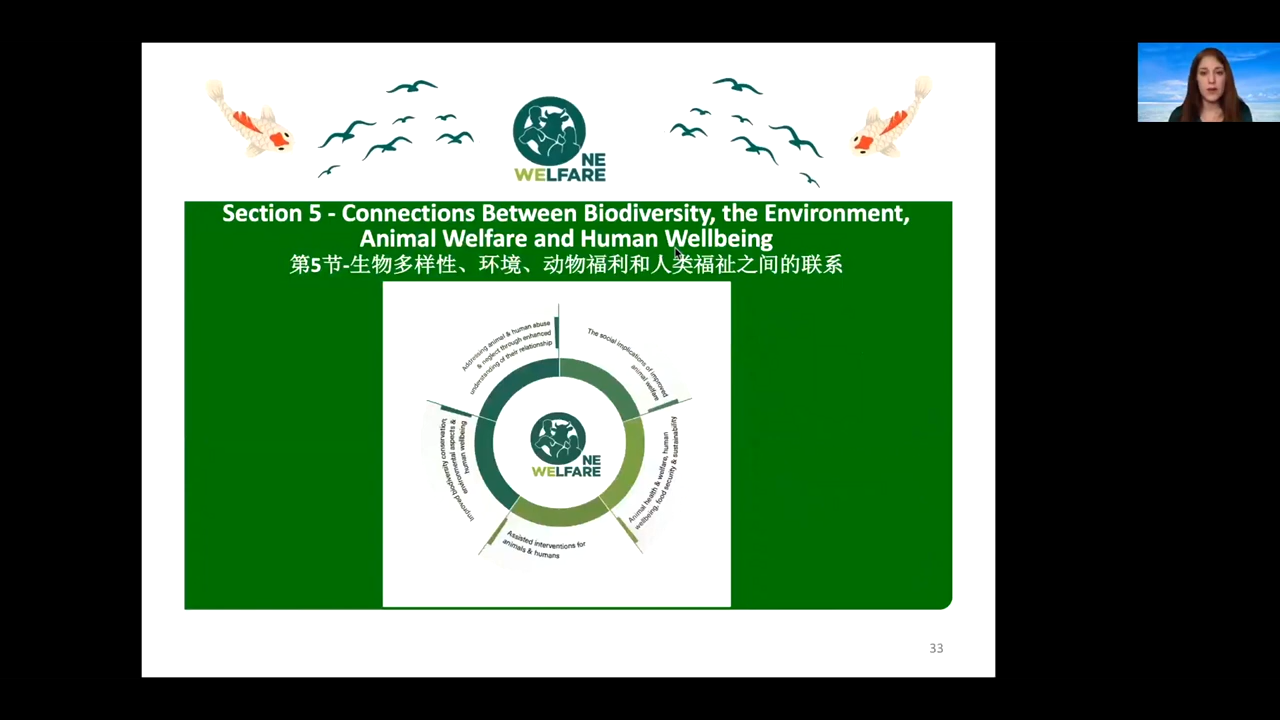 NE
WELFARE
Section 5 - Connections Between Biodiversity, the Environment,
Animal Welfare and Human Wellbeing
第5节-生物多样性、环境、动物福利和人类福祉之间的联系
Addressing animal & human abuse
& neglect through enhanced
understanding of their relationship
The social implications of improved
animal welfare
Animal health & welfare, human
wellbeing, food security & sustainability
Assisted interventions for
animals & humans
Improved biodiversity conservation,
environmental aspects &
human wellbeing
NE
WELFARE
33